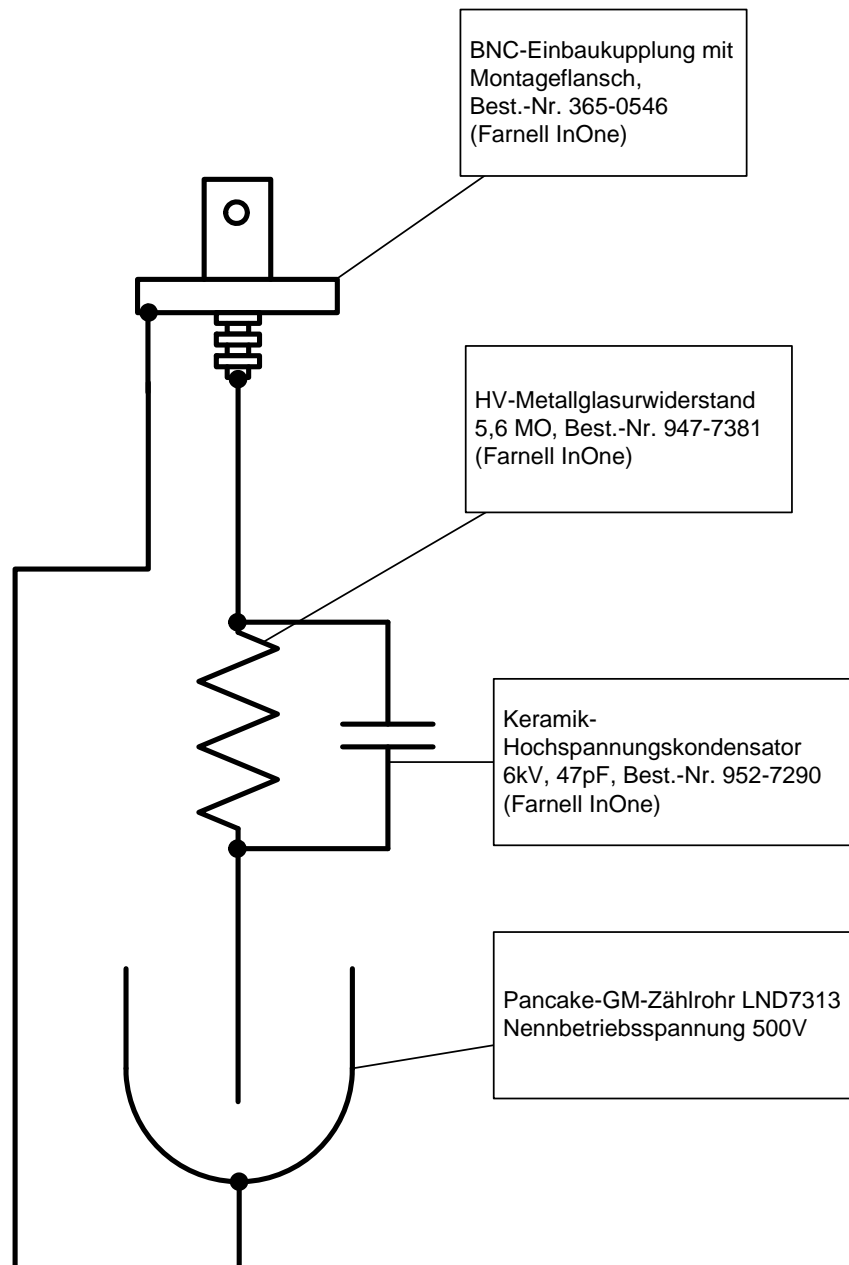 BNC-Einbaukupplung mit
Montageflansch,
Best.-Nr. 365-0546
(Farnell InOne)
HV-Metallglasurwiderstand
5,6 MO, Best.-Nr. 947-7381
(Farnell InOne)
Keramik-
Hochspannungskondensator
6kV, 47pF, Best.-Nr. 952-7290
(Farnell InOne)
Pancake-GM-Zählrohr LND7313
Nennbetriebsspannung 500V